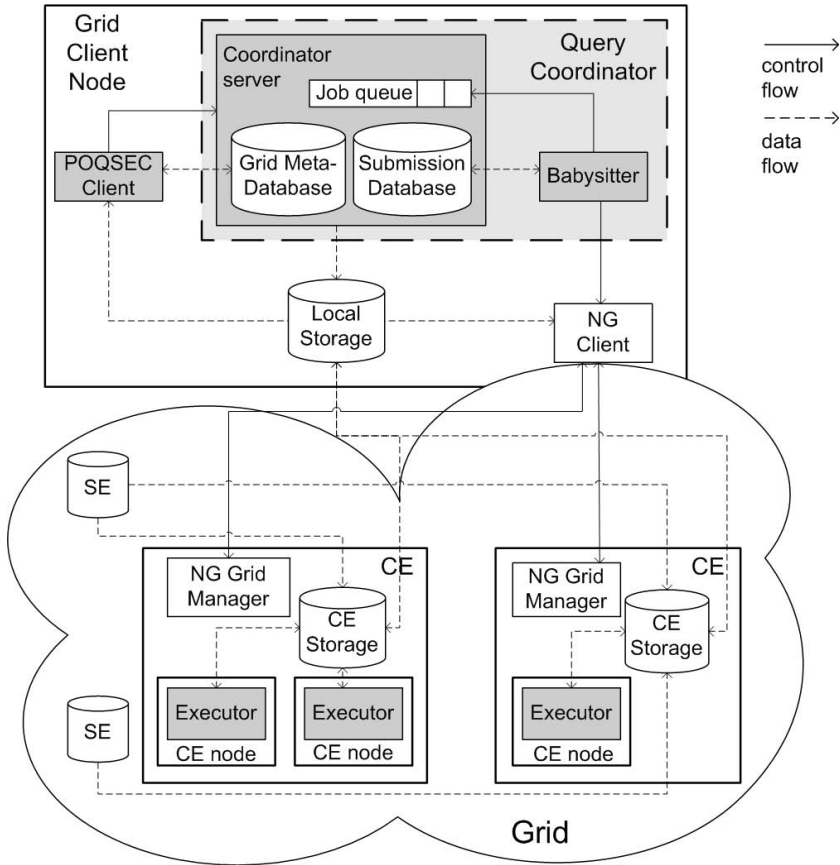 Grid
Client
Node
Coordinator
server
Query
Coordinator
Job queue
POQSEC
Client
Grid Meta-
Database
Submission
Database
Babysitter
control
flow
data
flow
Local
Storage
NG
Client
SE
NG Grid
Manager
CE
CE
Storage
Executor
CE node
Executor
CE node
NG Grid
Manager
CE
CE
Storage
Executor
CE node
SE
Grid